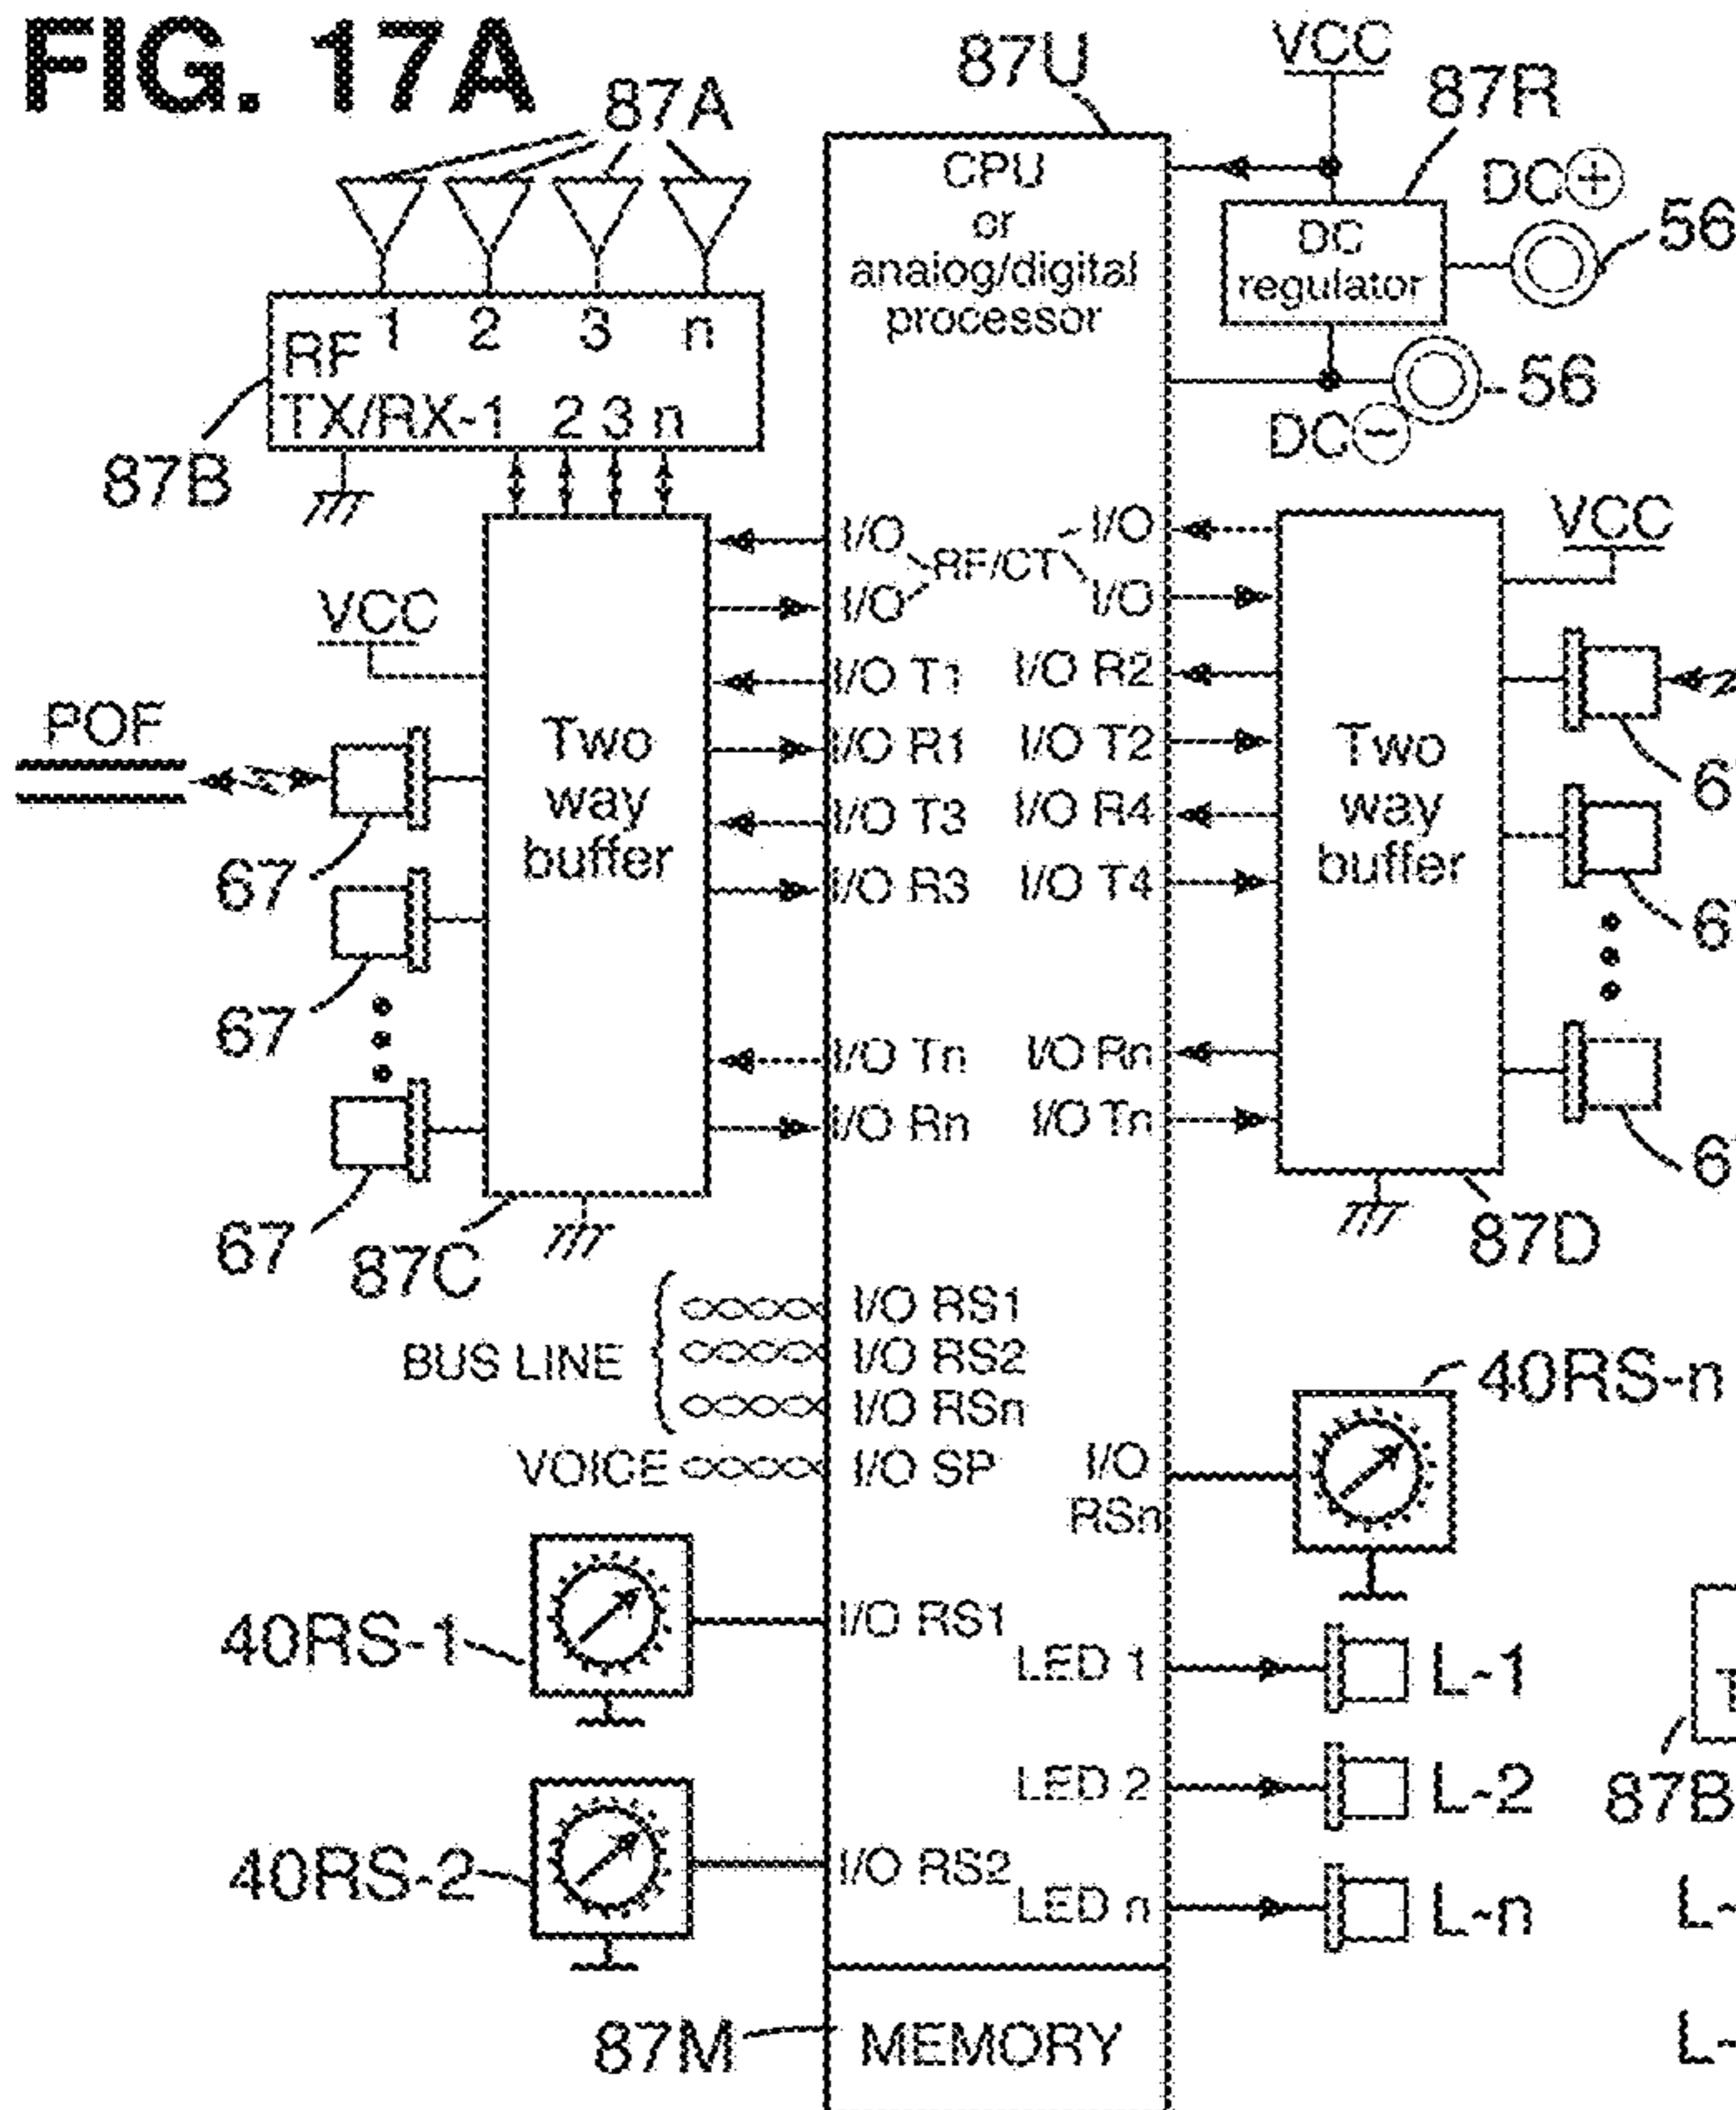 FIG. 17A
87A
87U
VCC
87R
CPU
or
analog/digital
processor
DC +
DC
regulator
56
1 2 3 n
RF
TX/RX-1 2 3 n
87B
56
DC −
I/O
RF/CT
I/O
I/O
I/O
VCC
VCC
I/O T1
I/O R2
POF
Two
way
buffer
I/O R1
I/O T2
Two
way
buffer
67
I/O T3
I/O R4
I/O R3
I/O T4
67
I/O Tn
I/O Rn
I/O Rn
I/O Tn
67
87C
87D
BUS LINE
I/O RS1
I/O RS2
I/O RSn
40RS-n
VOICE
I/O SP
I/O
RSn
40RS-1
I/O RS1
LED 1
L-1
LED 2
L-2
87B
40RS-2
I/O RS2
LED n
L-n
87M
MEMORY